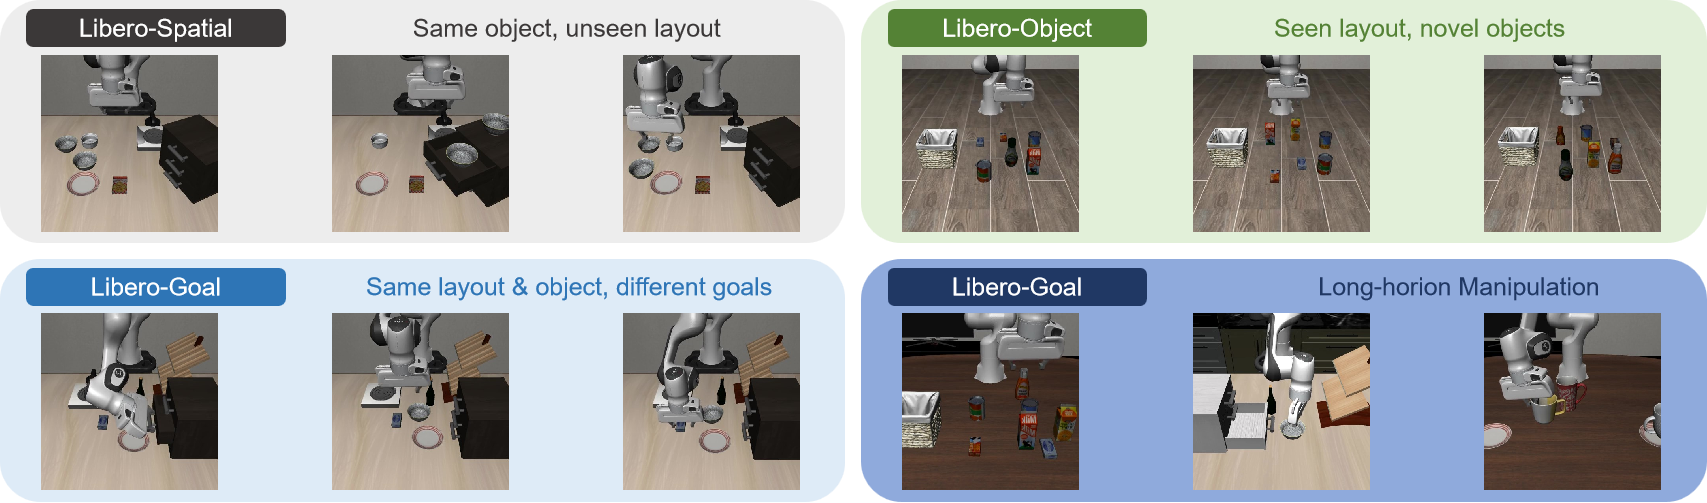 Libero-Spatial
Same object, unseen layout
Libero-Object
Seen layout, novel objects
Libero-Goal
Same layout & object, different goals
Libero-Goal
Long-horion Manipulation